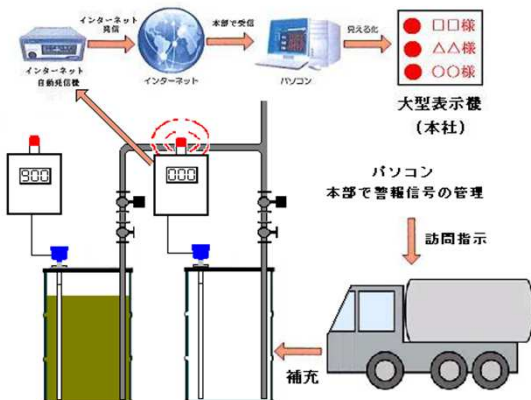 インターネット
発信
本部で受信
見える化
□□様
△△様
○○様
インターネット
自動発信機
インターネット
パソコン
大型表示機
(本社)
900
000
パソコン
本部で警報信号の管理
訪問指示
補充